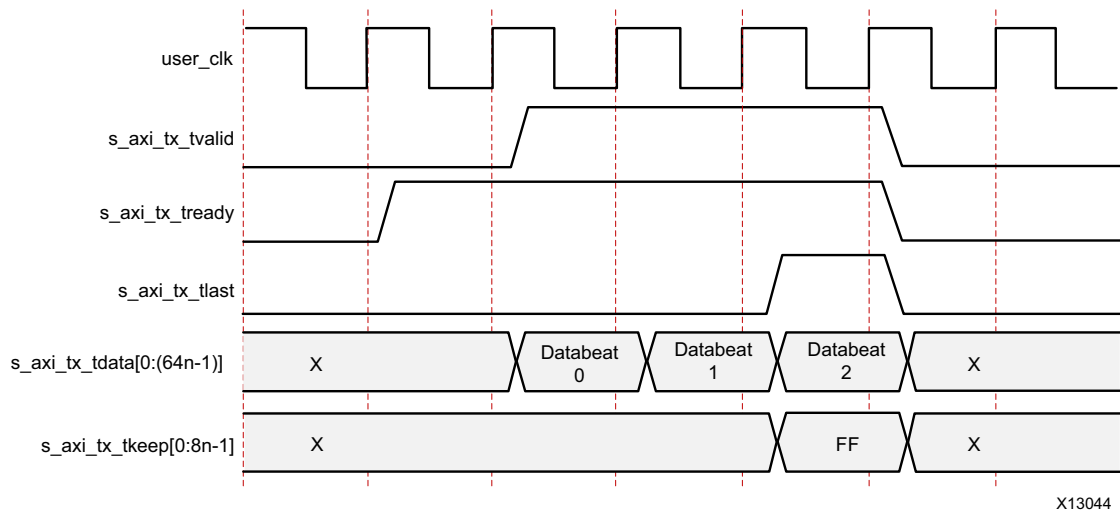 user_clk
s_axi_tx_tvalid
s_axi_tx_tready
s_axi_tx_tlast
s_axi_tx_tdata[0:(64n-1)]
X
Databeat
0
Databeat
1
Databeat
2
X
s_axi_tx_tkeep[0:8n-1]
X
FF
X
X13044